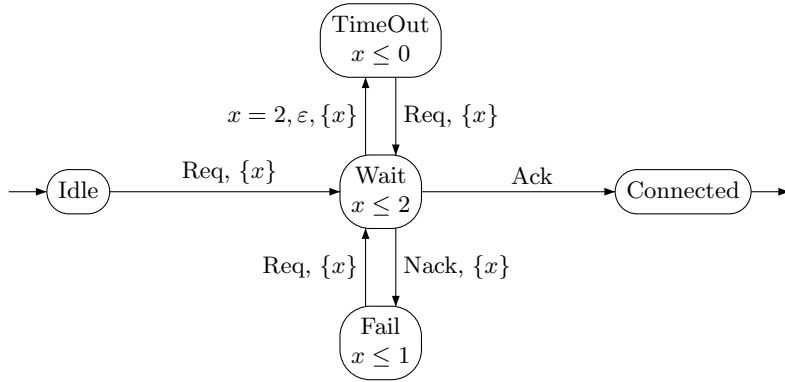 TimeOut
x ≤ 0
x = 2, ε, {x}
Req, {x}
Idle
Req, {x}
Wait
x ≤ 2
Ack
Connected
Req, {x}
Nack, {x}
Fail
x ≤ 1